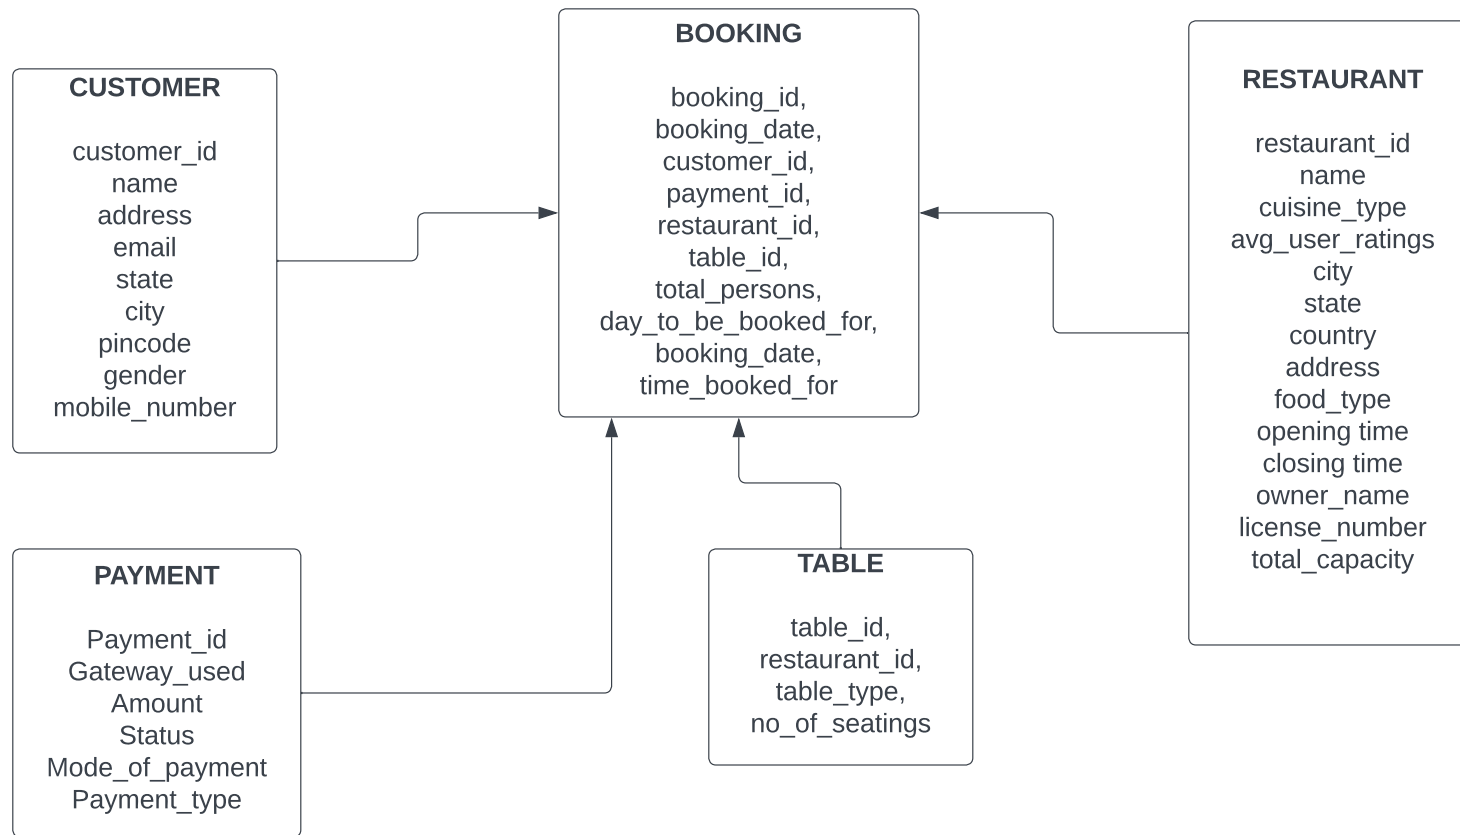 CUSTOMER
customer_id
name
address
email
state
city
pincode
gender
mobile_number
BOOKING
booking_id,
booking_date,
customer_id,
payment_id,
restaurant_id,
table_id,
total_persons,
day_to_be_booked_for,
booking_date,
time_booked_for
RESTAURANT
restaurant_id
name
cuisine_type
avg_user_ratings
city
state
country
address
food_type
opening time
closing time
owner_name
license_number
total_capacity
PAYMENT
Payment_id
Gateway_used
Amount
Status
Mode_of_payment
Payment_type
TABLE
table_id,
restaurant_id,
table_type,
no_of_seatings